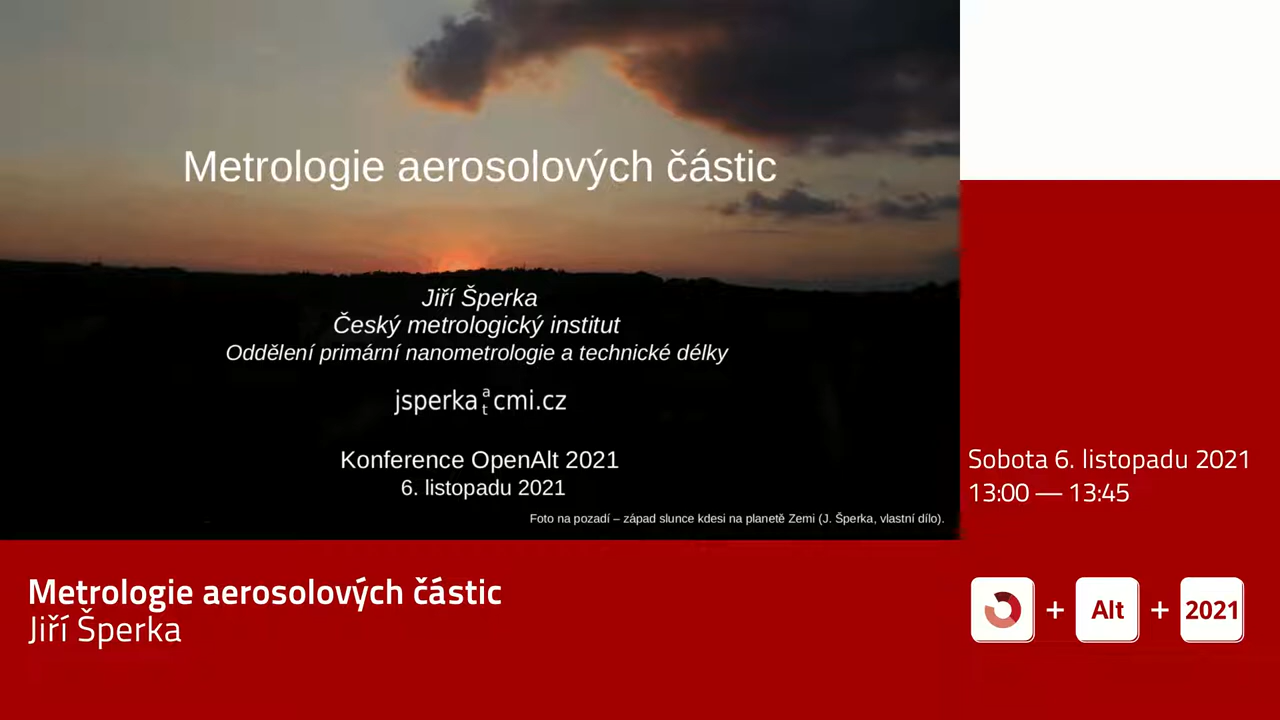 Metrologie aerosolových částic
Jiří Šperka
Český metrologický institut
Oddělení primární nanometrologie a technické délky
jsperka at cmi.cz
Konference OpenAlt 2021
6. listopadu 2021
Foto na pozadí – západ slunce kdesi na planetě Zemi (J. Šperka, vlastní dílo).
Sobota 6. listopadu 2021
13:00 — 13:45
Metrologie aerosolových částic
Jiří Šperka
+ Alt + 2021